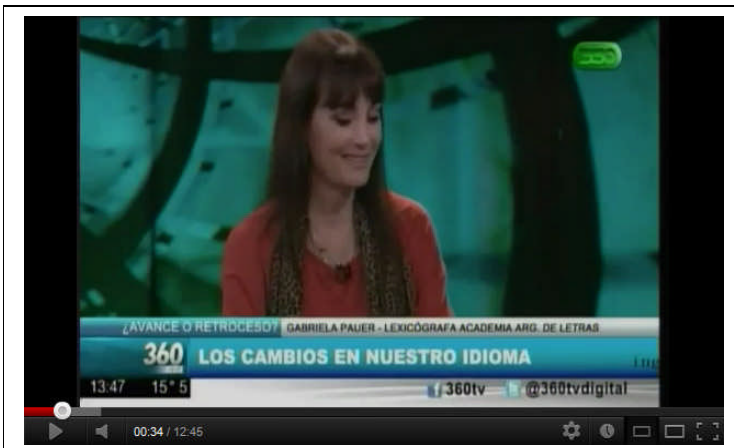 ¿AVANCE O RETROCESO? GABRIELA PAUER - LEXICÓGRAFA ACADEMIA ARG. DE LETRAS
360 LOS CAMBIOS EN NUESTRO IDIOMA
13:47 15° 5 360tv @360tvdigital
00:34 / 12:45